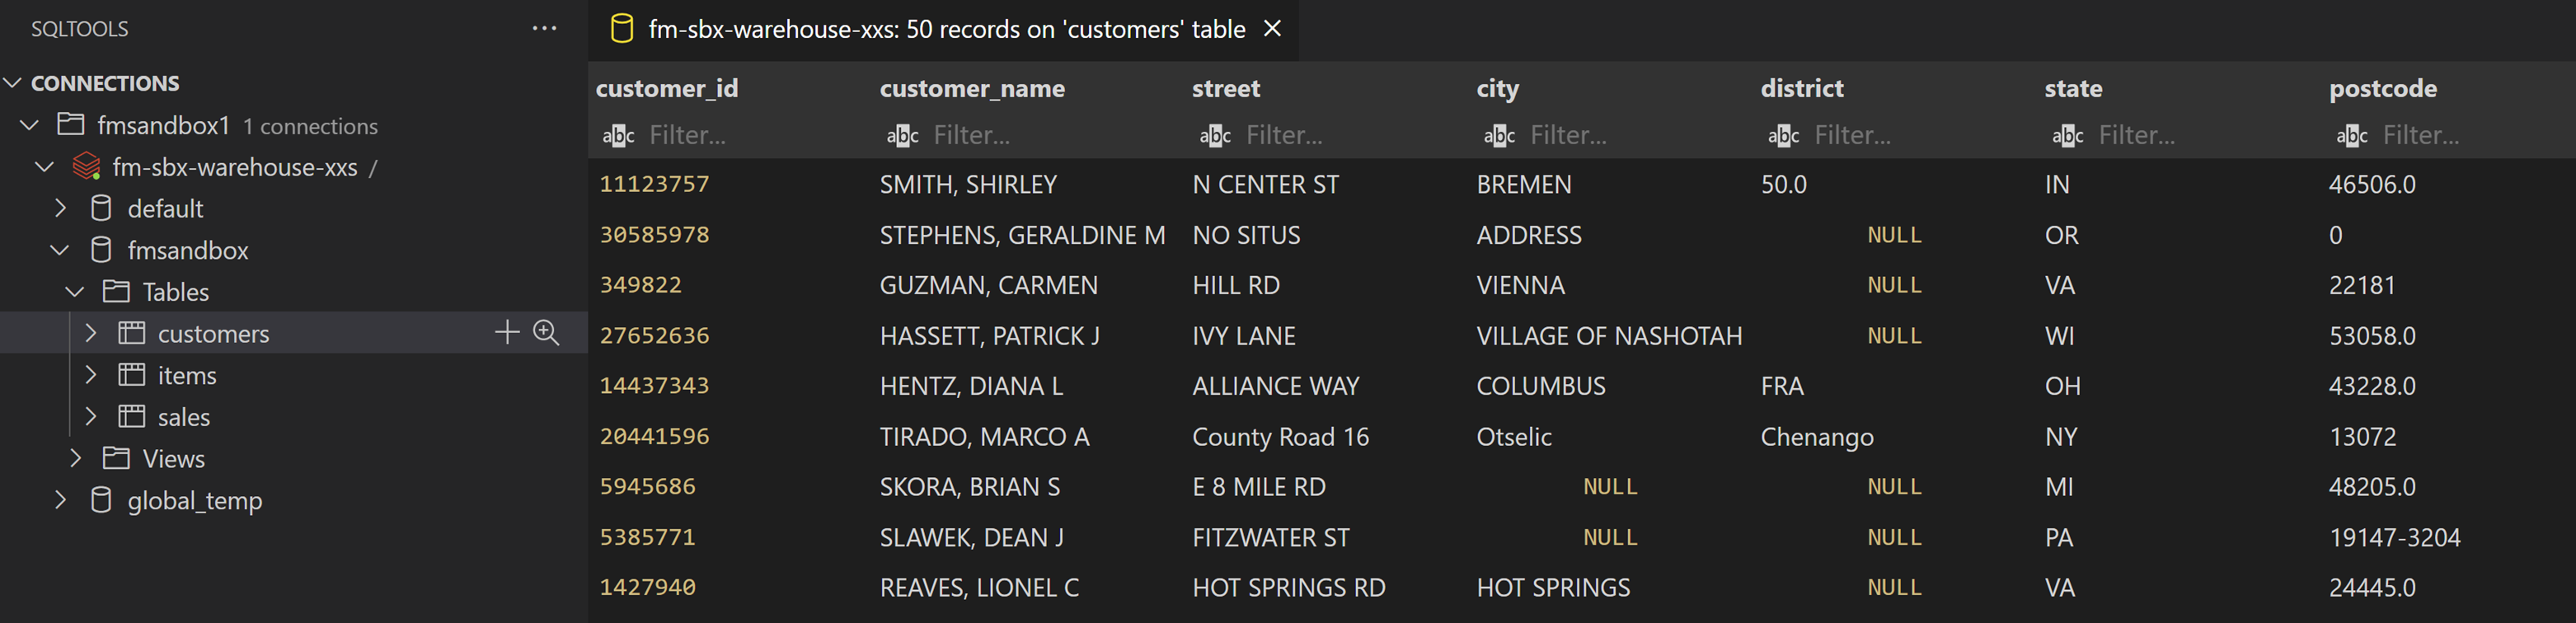 SQLTOOLS ...
CONNECTIONS
fmsandbox1 1 connections
fm-sbx-warehouse-xxs /
default
fmsandbox
Tables
customers
items
sales
Views
global_temp
fm-sbx-warehouse-xxs: 50 records on 'customers' table
customer_id customer_name street city district state postcode
abc Filter... abc Filter... abc Filter... abc Filter... abc Filter... abc Filter... abc Filter...
11123757 SMITH, SHIRLEY N CENTER ST BREMEN 50.0 IN 46506.0
30585978 STEPHENS, GERALDINE M NO SITUS ADDRESS NULL OR 0
349822 GUZMAN, CARMEN HILL RD VIENNA NULL VA 22181
27652636 HASSETT, PATRICK J IVY LANE VILLAGE OF NASHOTAH NULL WI 53058.0
14437343 HENTZ, DIANA L ALLIANCE WAY COLUMBUS FRA OH 43228.0
20441596 TIRADO, MARCO A County Road 16 Otselic Chenango NY 13072
5945686 SKORA, BRIAN S E 8 MILE RD NULL NULL MI 48205.0
5385771 SLAWEK, DEAN J FITZWATER ST NULL NULL PA 19147-3204
1427940 REAVES, LIONEL C HOT SPRINGS RD HOT SPRINGS NULL VA 24445.0